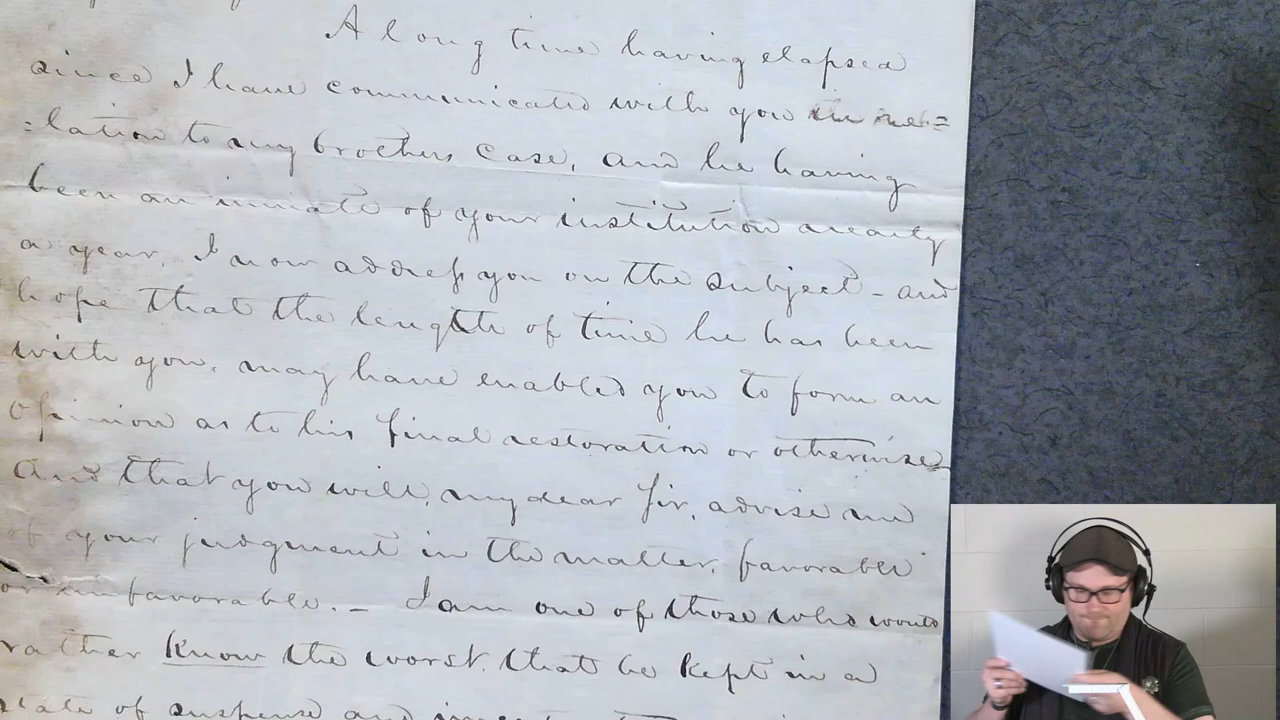 A long time having elapsed
since I have communicated with you in re=
=lation to my brothers case, and he having
been an inmate of your institution nearly
a year, I now address you on the subject - and
hope that the length of time he has been
with you, may have enabled you to form an
opinion as to his final restoration or otherwise
And that you will, my dear Sir, advise me
of your judgment in the matter, favorable
or unfavorable. - I am one of those who would
rather know the worst, that be kept in a
state of suspense and